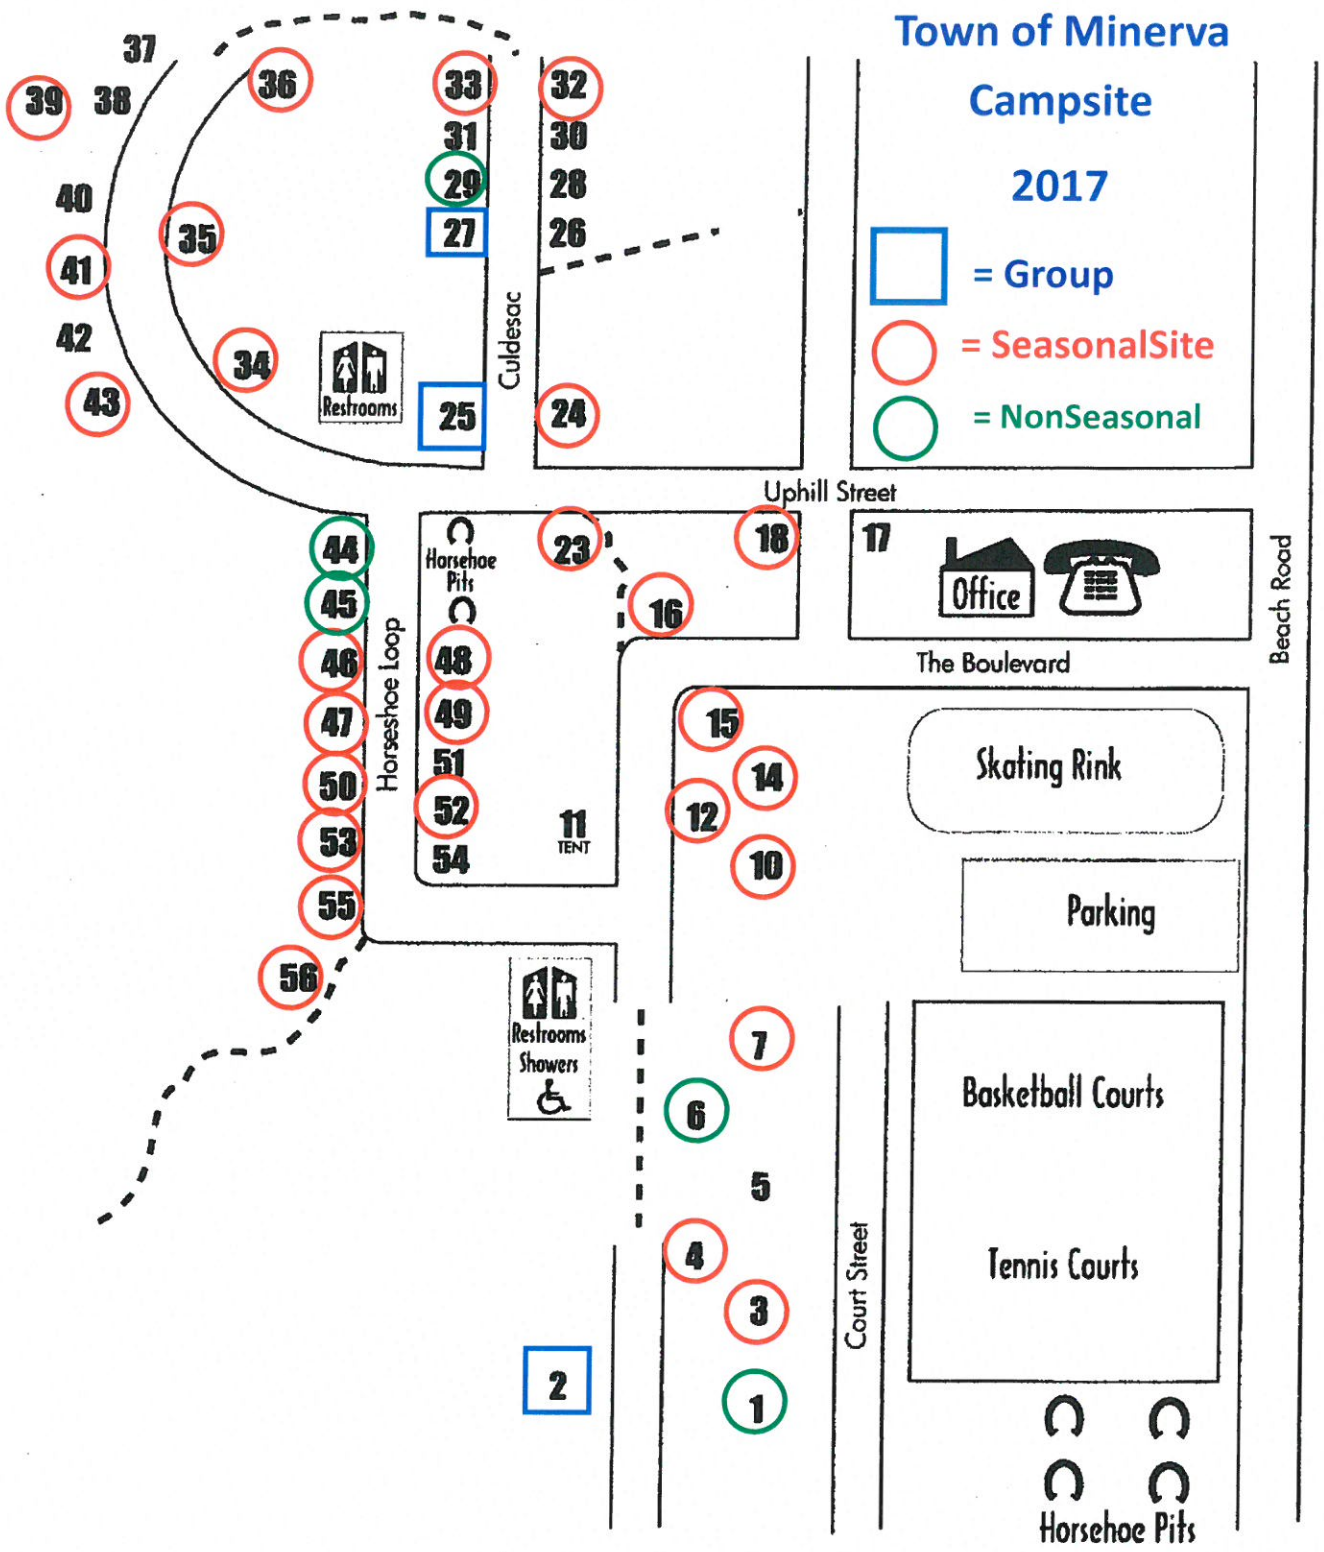 Town of Minerva
Campsite
2017
= Group
= SeasonalSite
= NonSeasonal
37
36
33
32
39
38
31
30
29
28
40
27
26
35
41
42
34
Culdesac
Restrooms
43
25
24
Uphill Street
44
Horsehoe
Pits
23
18
17
Office
45
16
Beach Road
46
48
The Boulevard
Horseshoe Loop
47
49
15
51
14
Skating Rink
50
52
12
11
TENT
53
54
10
55
Parking
56
Restrooms
Showers
7
6
Basketball Courts
5
4
Tennis Courts
3
Court Street
2
1
Horsehoe Pits